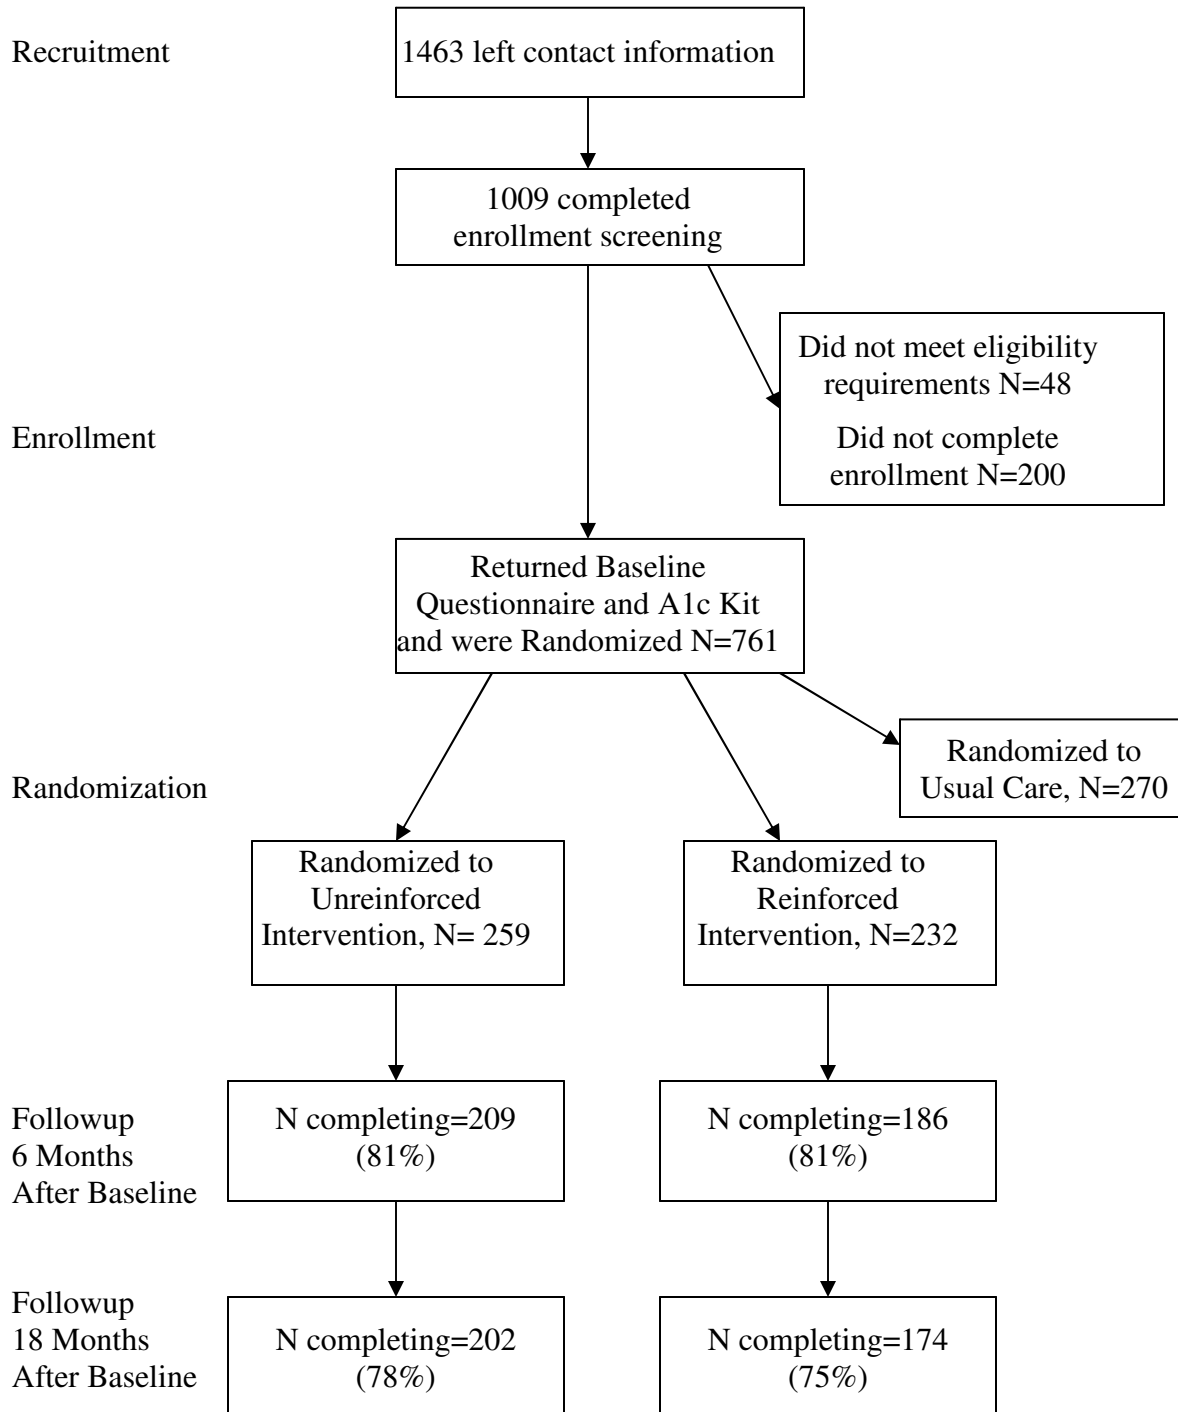 Recruitment
1463 left contact information
1009 completed
enrollment screening
Did not meet eligibility
requirements N=48
Did not complete
enrollment N=200
Enrollment
Returned Baseline
Questionnaire and A1c Kit
and were Randomized N=761
Randomized to
Usual Care, N=270
Randomization
Randomized to
Unreinforced
Intervention, N= 259
Randomized to
Reinforced
Intervention, N=232
Followup
6 Months
After Baseline
N completing=209
(81%)
N completing=186
(81%)
Followup
18 Months
After Baseline
N completing=202
(78%)
N completing=174
(75%)